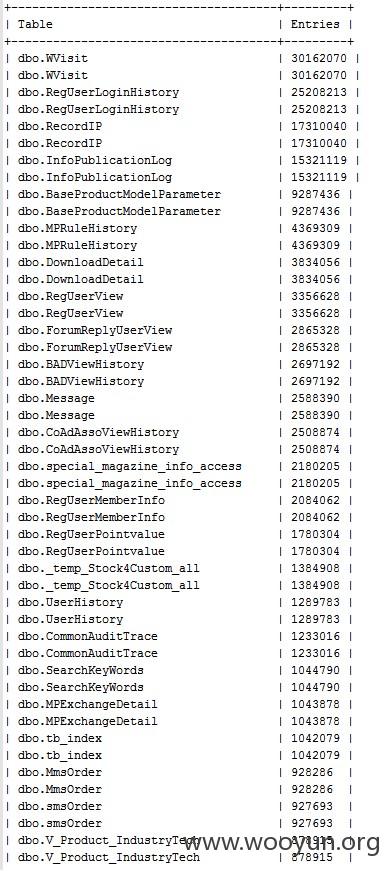 +-----------------------------------+---------+
| Table | Entries |
+-----------------------------------+---------+
| dbo.WVisit | 30162070 |
| dbo.WVisit | 30162070 |
| dbo.RegUserLoginHistory | 25208213 |
| dbo.RegUserLoginHistory | 25208213 |
| dbo.RecordIP | 17310040 |
| dbo.RecordIP | 17310040 |
| dbo.InfoPublicationLog | 15321119 |
| dbo.InfoPublicationLog | 15321119 |
| dbo.BaseProductModelParameter | 9287436 |
| dbo.BaseProductModelParameter | 9287436 |
| dbo.MPRuleHistory | 4369309 |
| dbo.MPRuleHistory | 4369309 |
| dbo.DownloadDetail | 3834056 |
| dbo.DownloadDetail | 3834056 |
| dbo.RegUserView | 3356628 |
| dbo.RegUserView | 3356628 |
| dbo.ForumReplyUserView | 2865328 |
| dbo.ForumReplyUserView | 2865328 |
| dbo.BADViewHistory | 2697192 |
| dbo.BADViewHistory | 2697192 |
| dbo.Message | 2588390 |
| dbo.Message | 2588390 |
| dbo.CoAdAssoViewHistory | 2508874 |
| dbo.CoAdAssoViewHistory | 2508874 |
| dbo.special_magazine_info_access | 2180205 |
| dbo.special_magazine_info_access | 2180205 |
| dbo.RegUserMemberInfo | 2084062 |
| dbo.RegUserMemberInfo | 2084062 |
| dbo.RegUserPointvalue | 1780304 |
| dbo.RegUserPointvalue | 1780304 |
| dbo._temp_Stock4Custom_all | 1384908 |
| dbo._temp_Stock4Custom_all | 1384908 |
| dbo.UserHistory | 1289783 |
| dbo.UserHistory | 1289783 |
| dbo.CommonAuditTrace | 1233016 |
| dbo.CommonAuditTrace | 1233016 |
| dbo.SearchKeyWords | 1044790 |
| dbo.SearchKeyWords | 1044790 |
| dbo.MPExchangeDetail | 1043878 |
| dbo.MPExchangeDetail | 1043878 |
| dbo.tb_index | 1042079 |
| dbo.tb_index | 1042079 |
| dbo.MmsOrder | 928286 |
| dbo.MmsOrder | 928286 |
| dbo.smsOrder | 927693 |
| dbo.smsOrder | 927693 |
| dbo.V_Product_IndustryTech | 878915 |
www.wooyun.org
| dbo.V_Product_IndustryTech | 878915 |